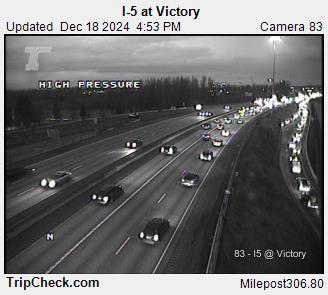 I-5 at Victory
Updated Dec 18 2024 4:53 PM Camera 83
HIGH PRESSURE
N
83 - I5 @ Victory
TripCheck.com Milepost306.80